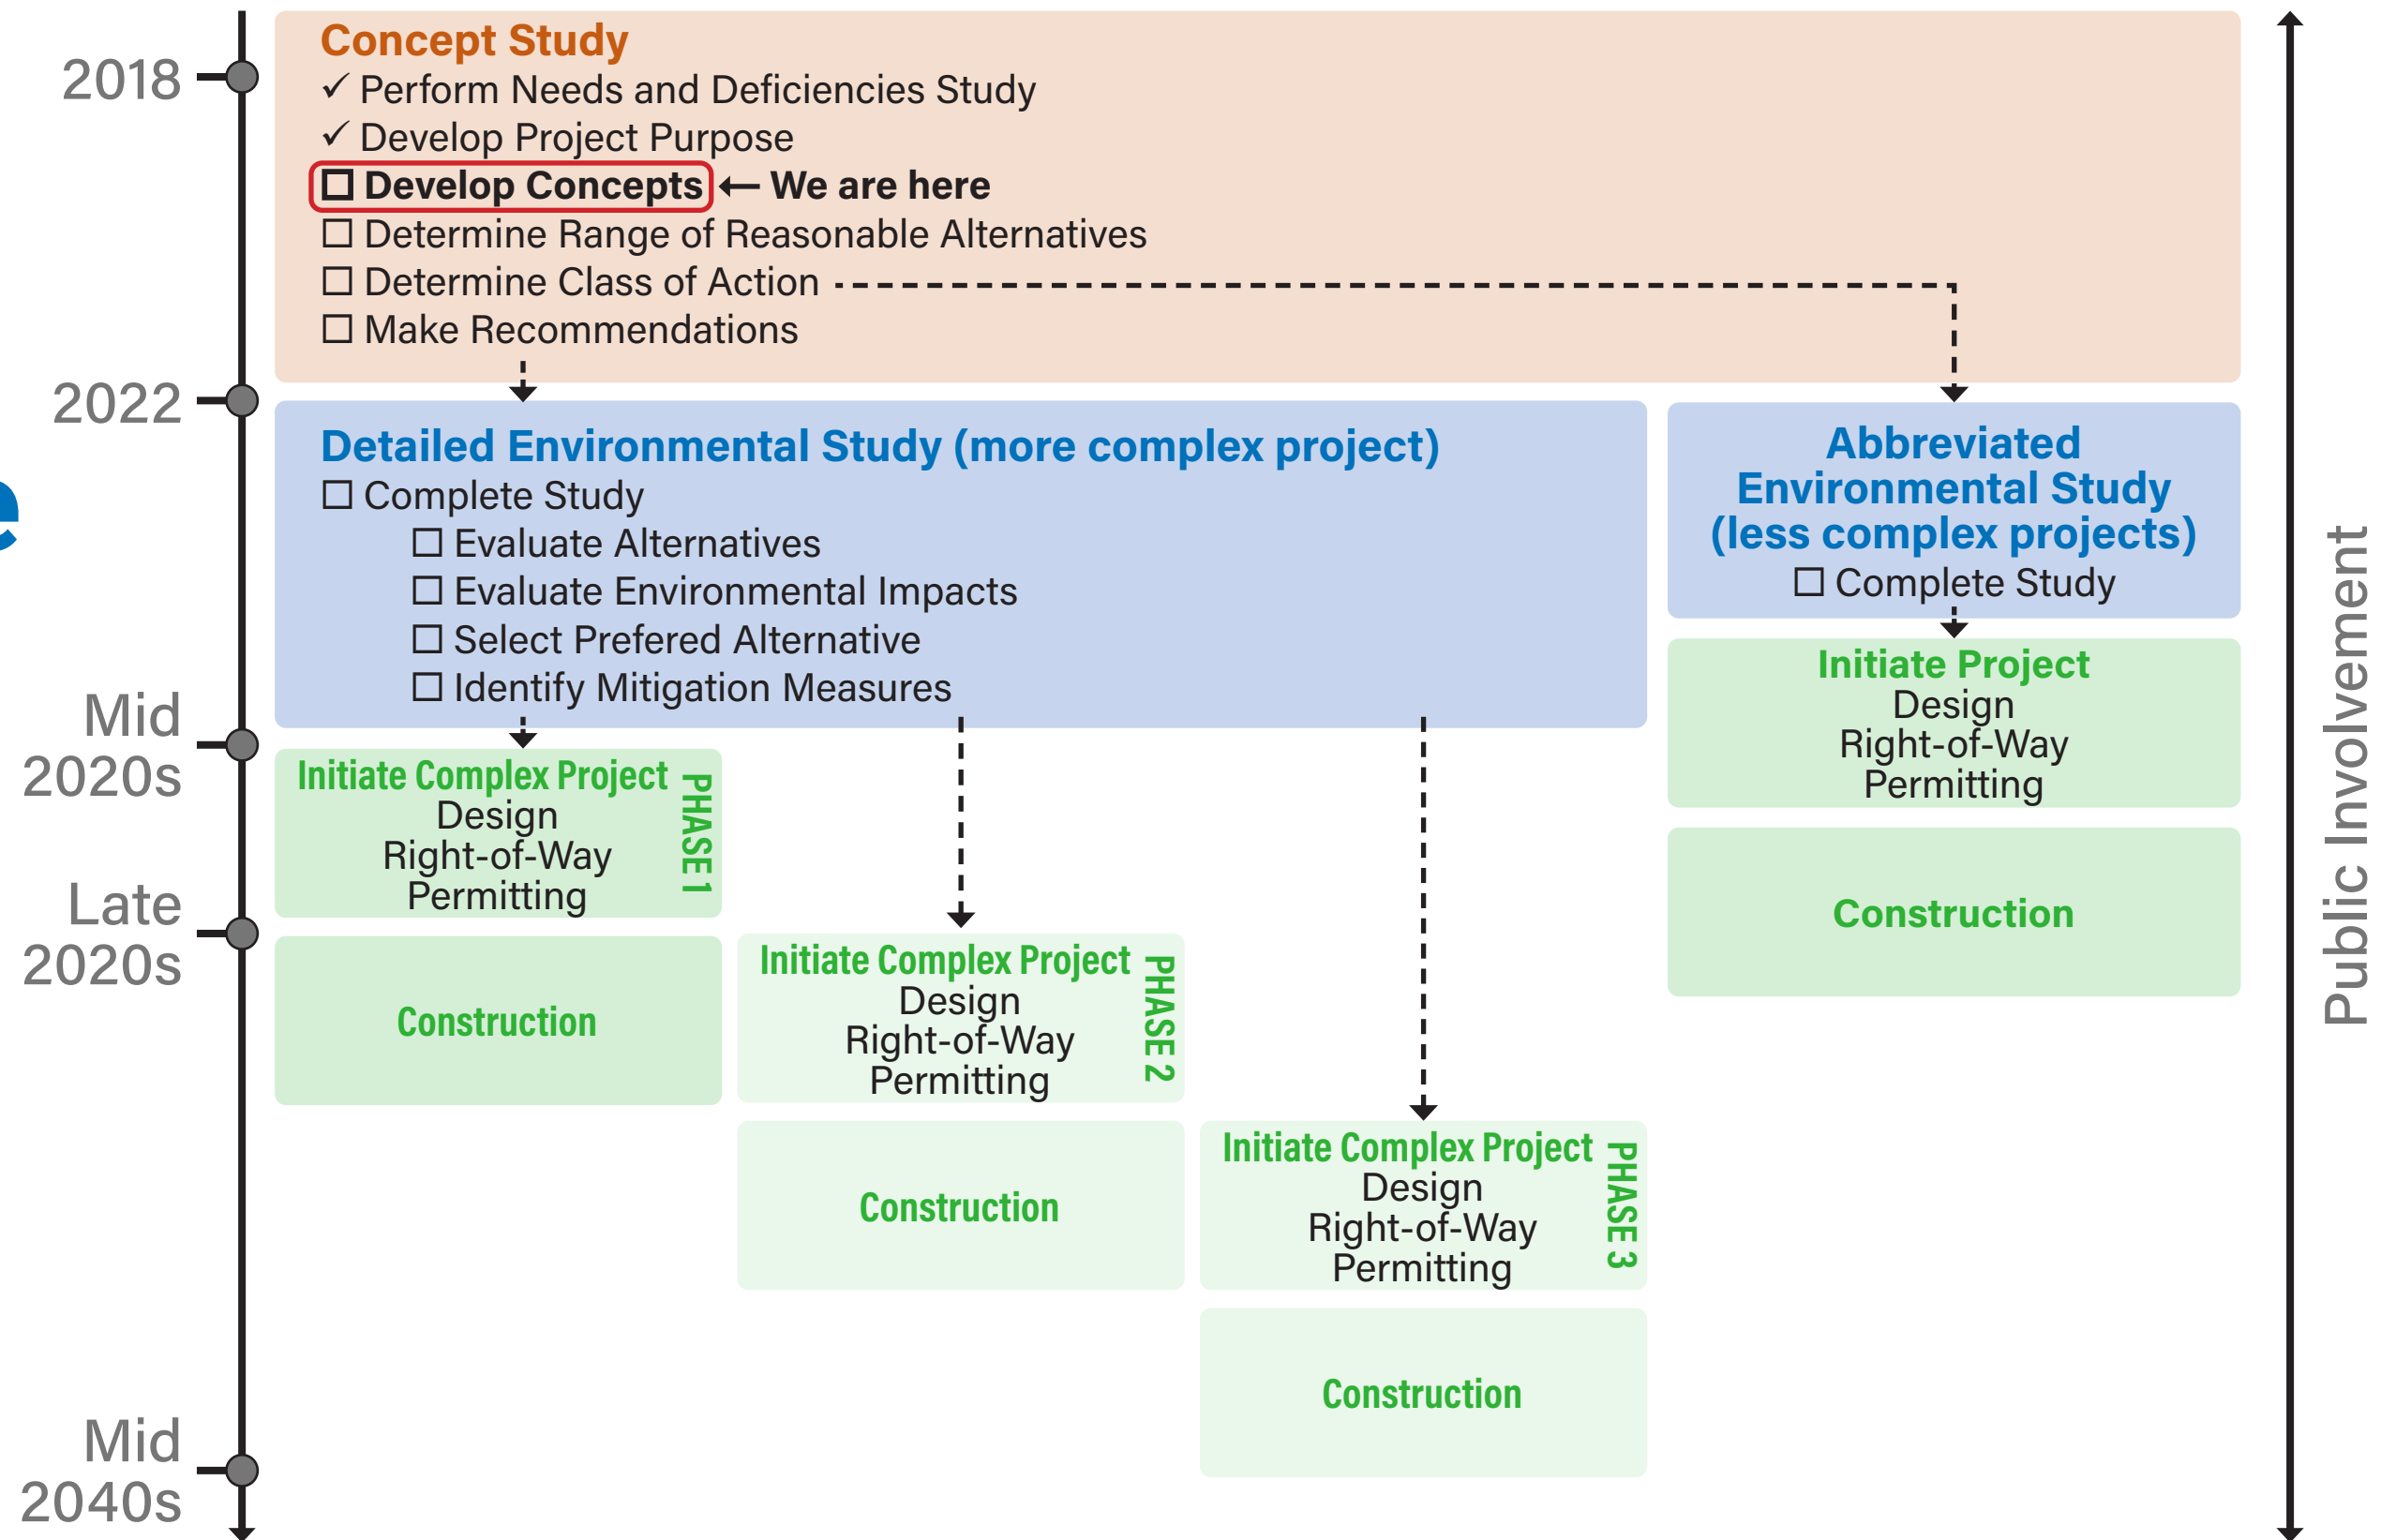 2018
Concept Study
✓ Perform Needs and Deficiencies Study
✓ Develop Project Purpose
☐ Develop Concepts ← We are here
☐ Determine Range of Reasonable Alternatives
☐ Determine Class of Action
☐ Make Recommendations
2022
Detailed Environmental Study (more complex project)
☐ Complete Study
☐ Evaluate Alternatives
☐ Evaluate Environmental Impacts
☐ Select Prefered Alternative
☐ Identify Mitigation Measures
Abbreviated
Environmental Study
(less complex projects)
☐ Complete Study
Initiate Project
Design
Right-of-Way
Permitting
Construction
Mid
2020s
Initiate Complex Project
Design
Right-of-Way
Permitting
PHASE 1
Late
2020s
Construction
Initiate Complex Project
Design
Right-of-Way
Permitting
PHASE 2
Construction
Initiate Complex Project
Design
Right-of-Way
Permitting
PHASE 3
Construction
Mid
2040s
Public Involvement
e